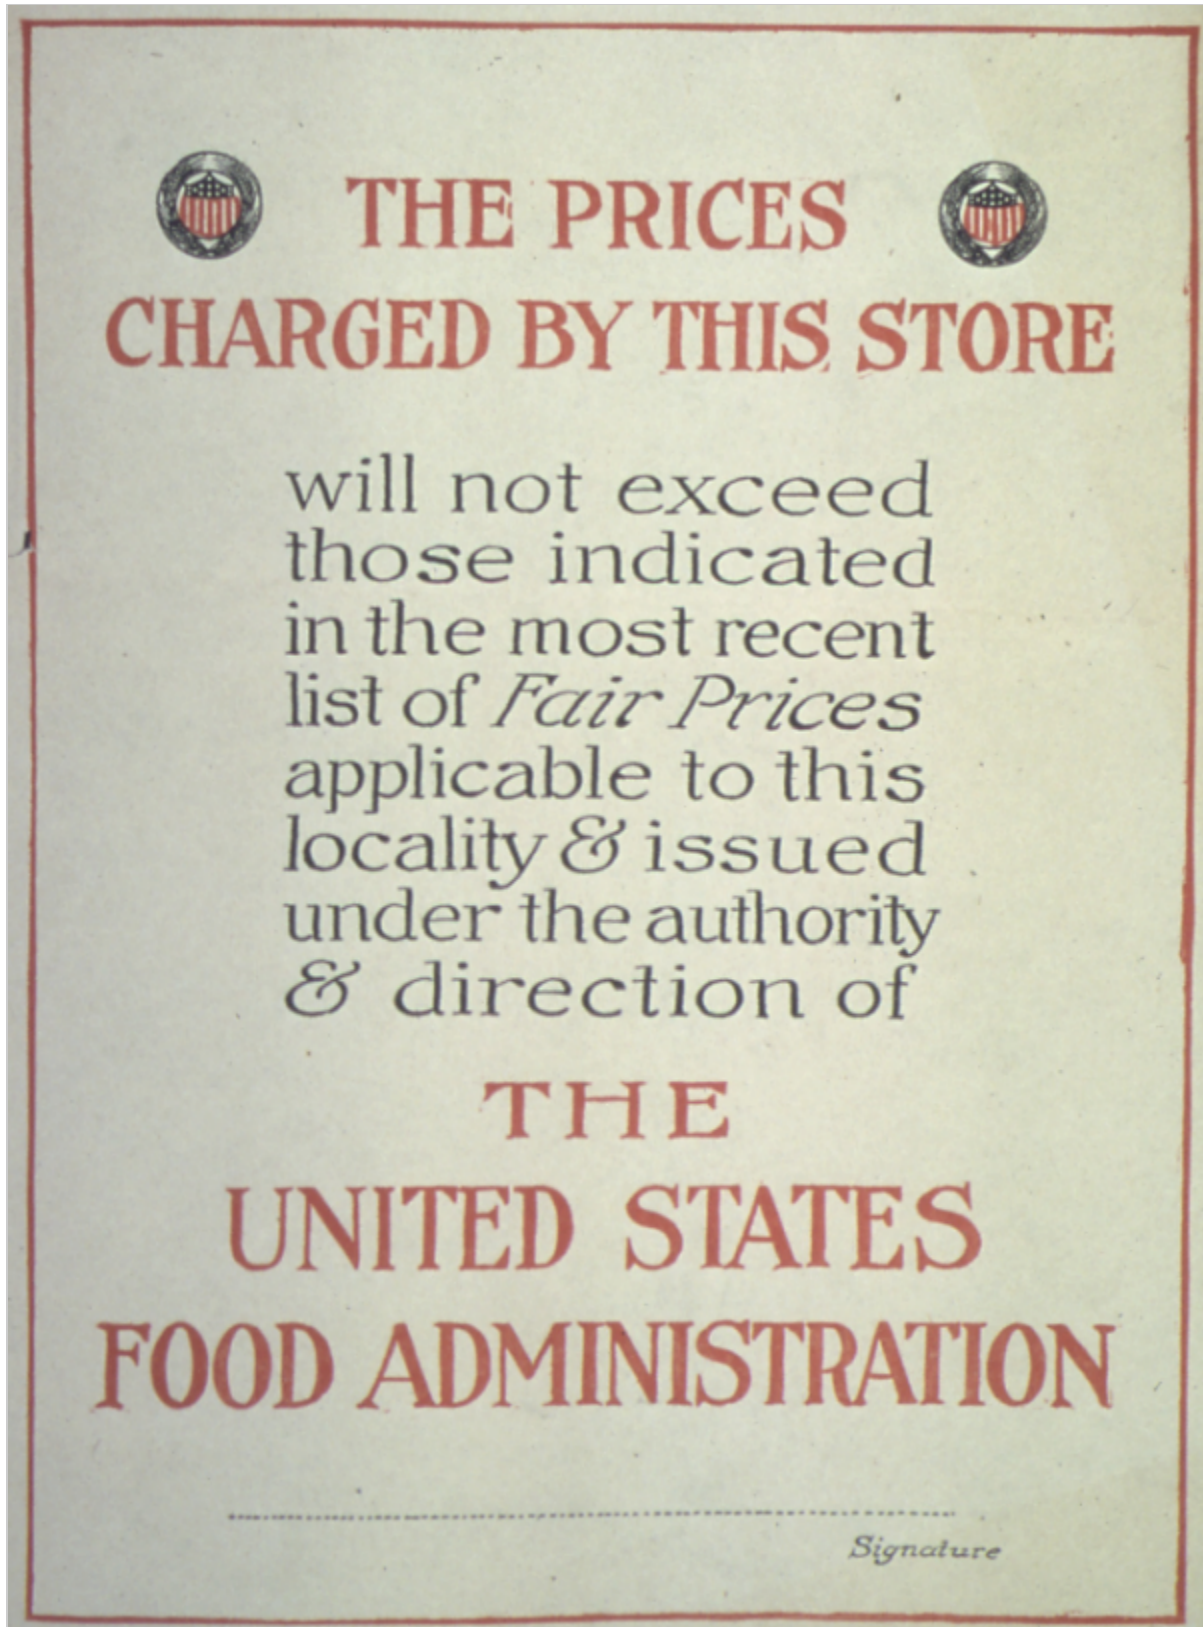 THE PRICES
CHARGED BY THIS STORE
will not exceed
those indicated
in the most recent
list of Fair Prices
applicable to this
locality & issued
under the authority
& direction of
THE
UNITED STATES
FOOD ADMINISTRATION
Signature